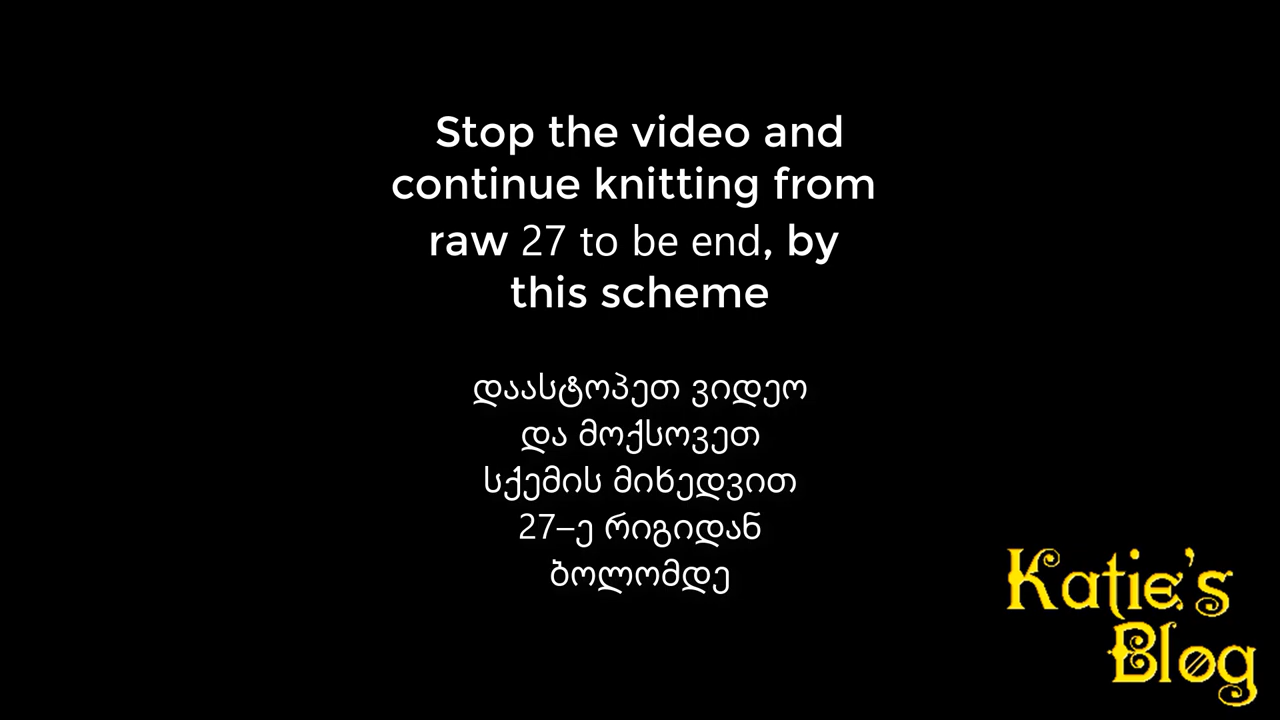 Stop the video and
continue knitting from
raw 27 to be end, by
this scheme
დაასტოპეთ ვიდეო
და მოქსოვეთ
სქემის მიხედვით
27–ე რიგიდან
ბოლომდე
Katie's
Blog